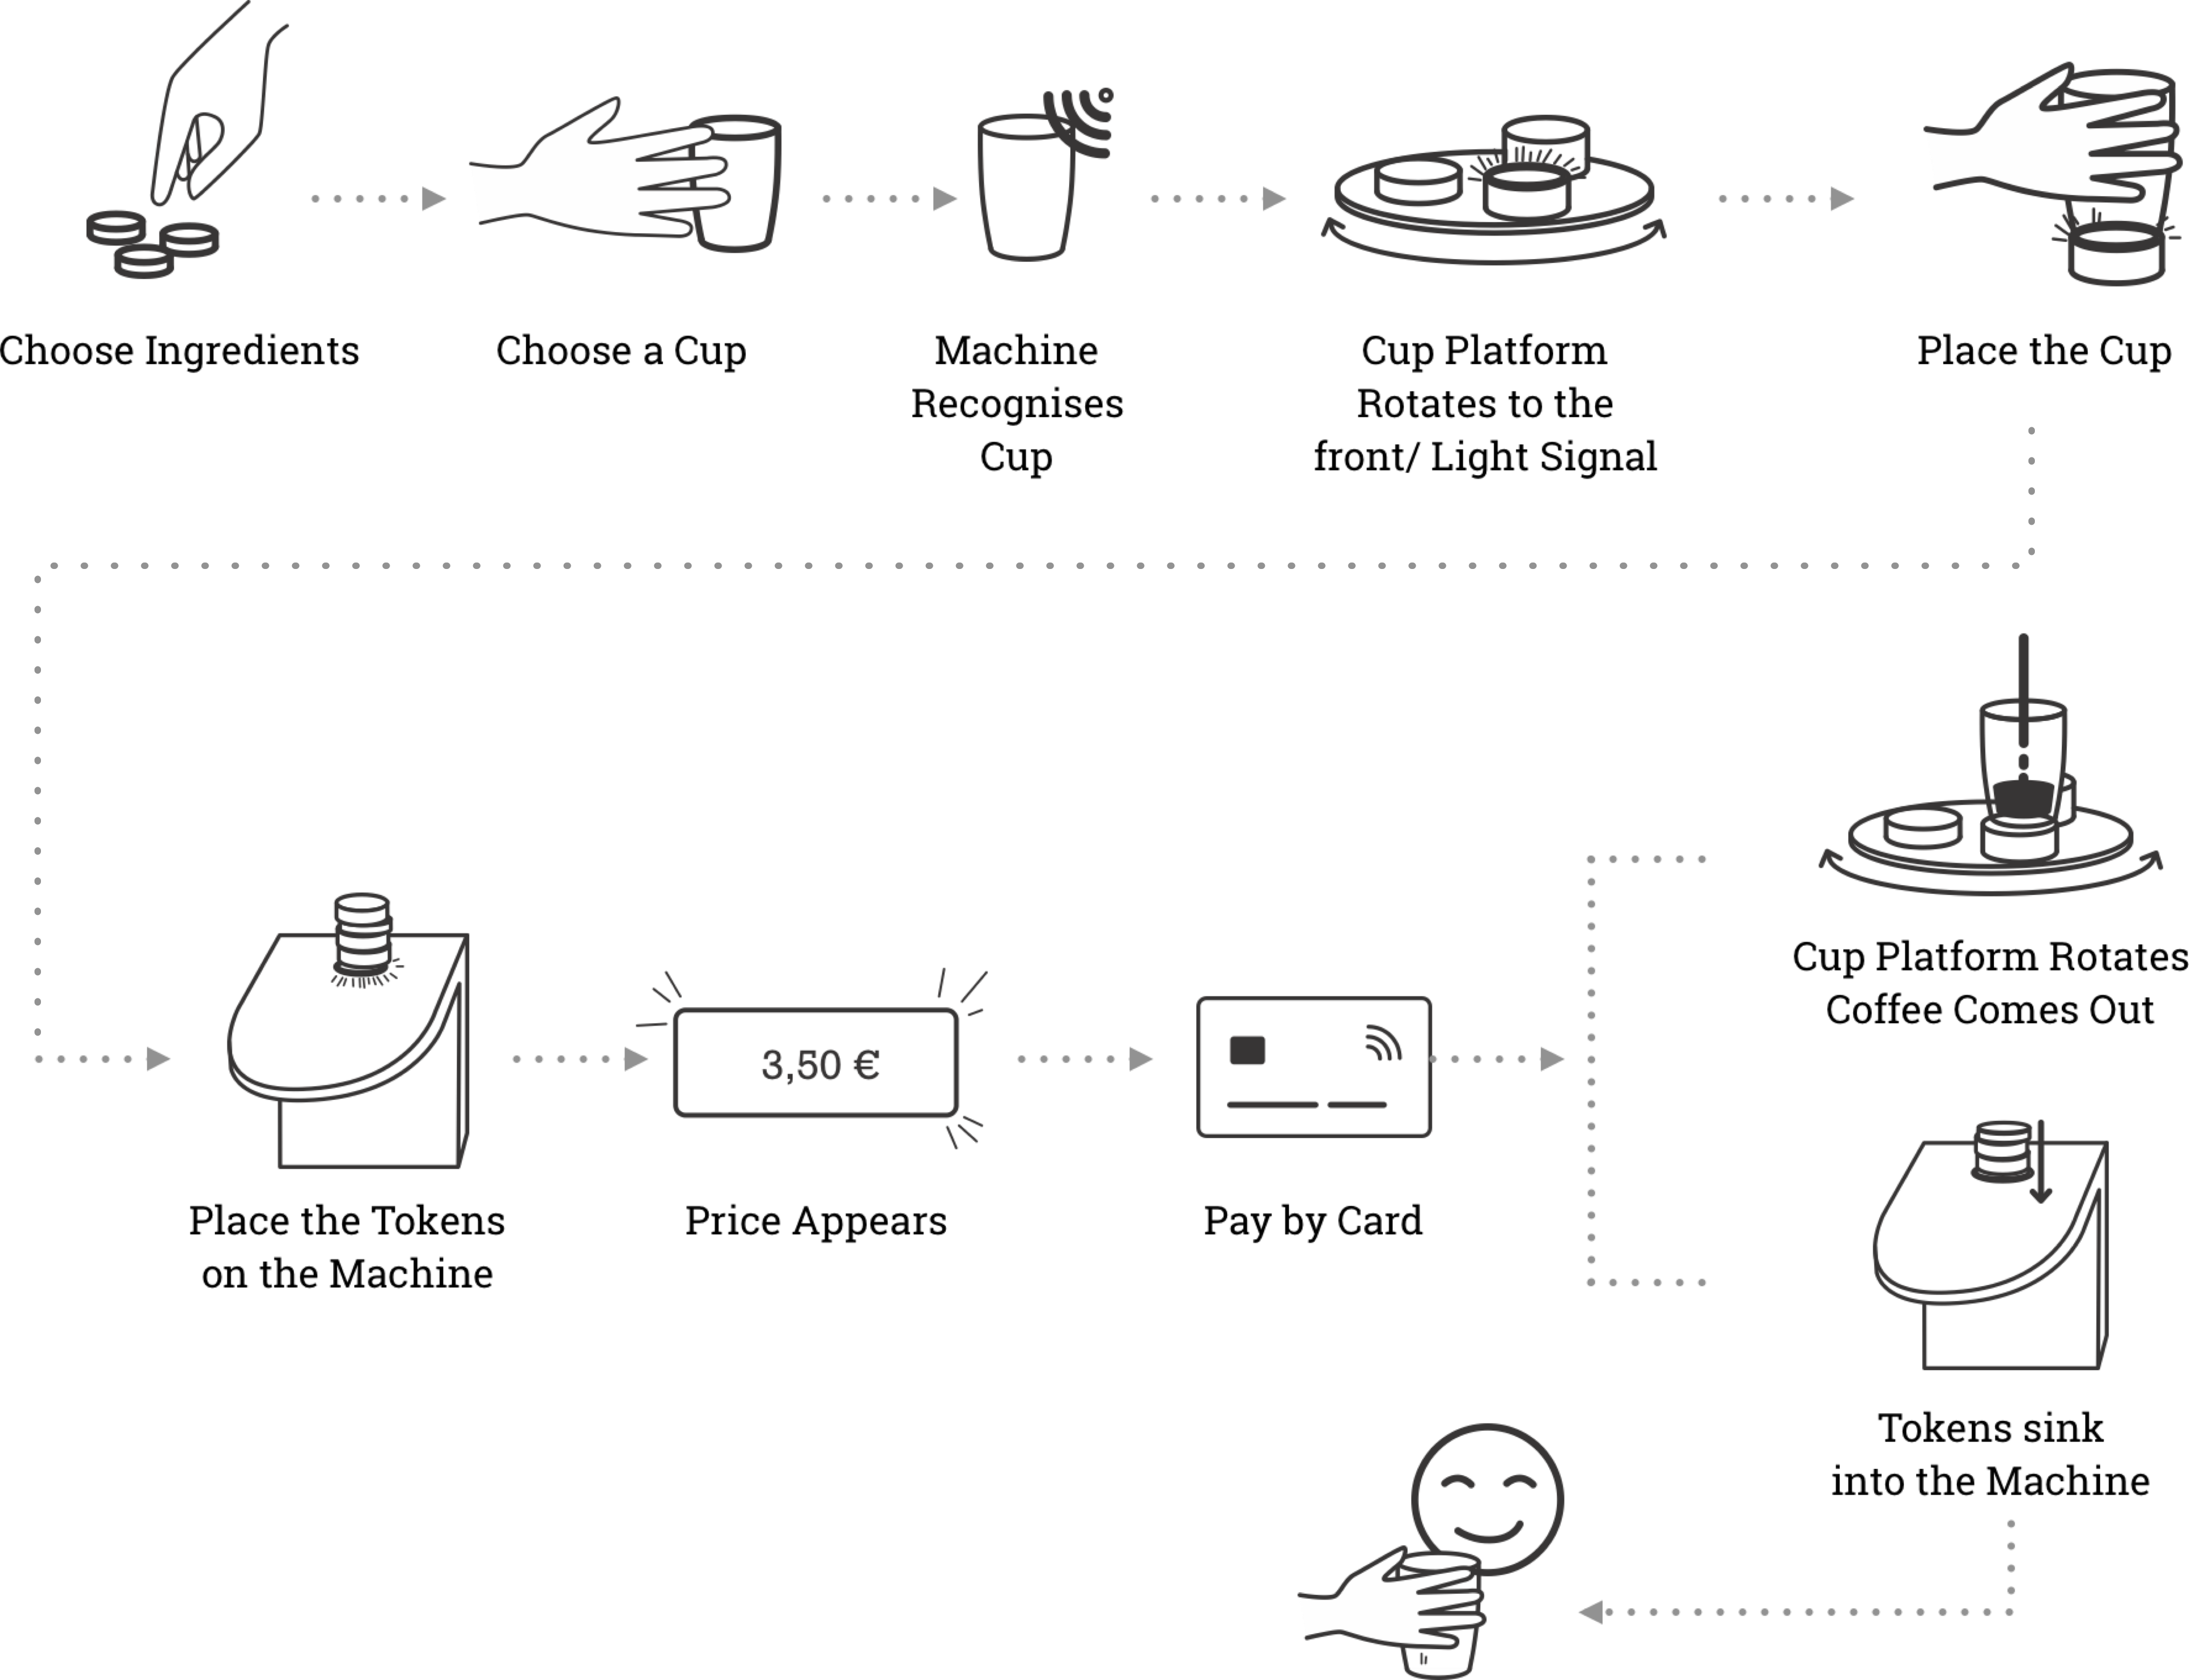 Choose Ingredients
Choose a Cup
Machine
Recognises
Cup
Cup Platform
Rotates to the
front/ Light Signal
Place the Cup
Place the Tokens
on the Machine
3,50 €
Price Appears
Pay by Card
Cup Platform Rotates
Coffee Comes Out
Tokens sink
into the Machine